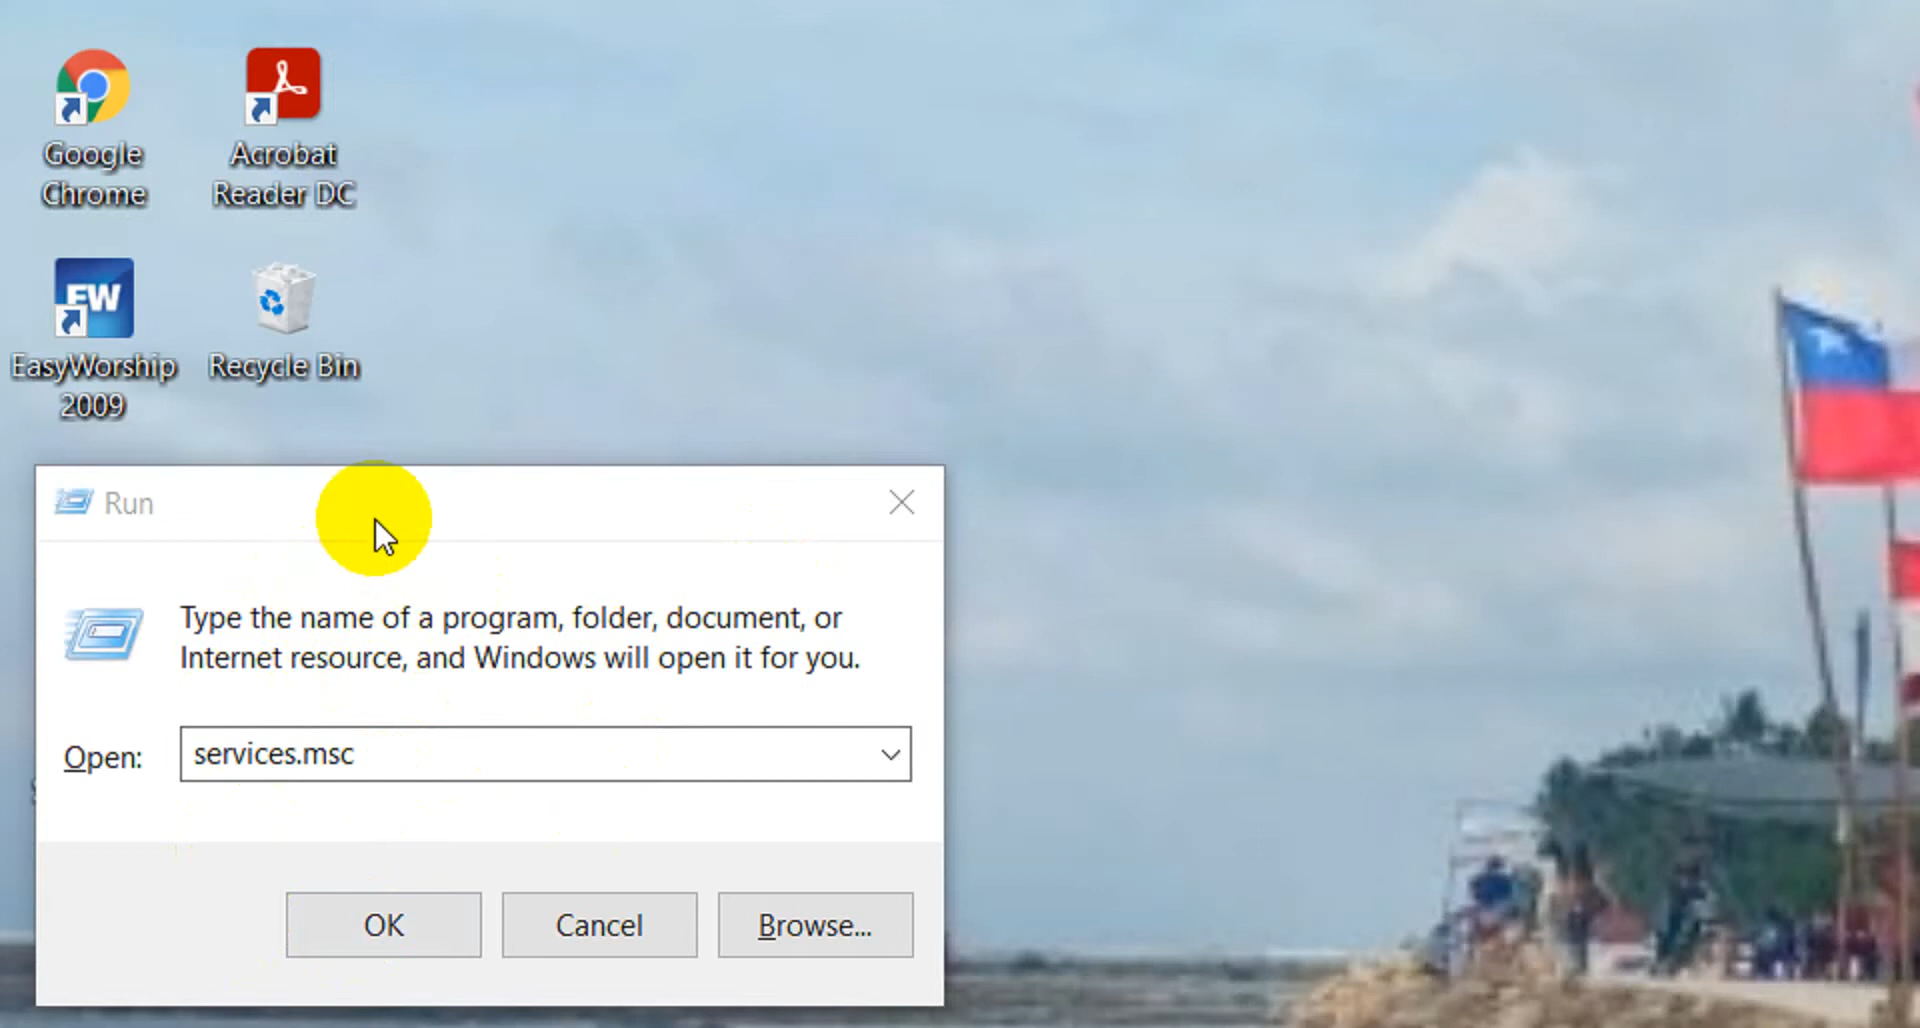 Google
Chrome
Acrobat
Reader DC
EW
EasyWorship
2009
Recycle Bin
Run
Type the name of a program, folder, document, or
Internet resource, and Windows will open it for you.
Open:
services.msc
OK
Cancel
Browse...